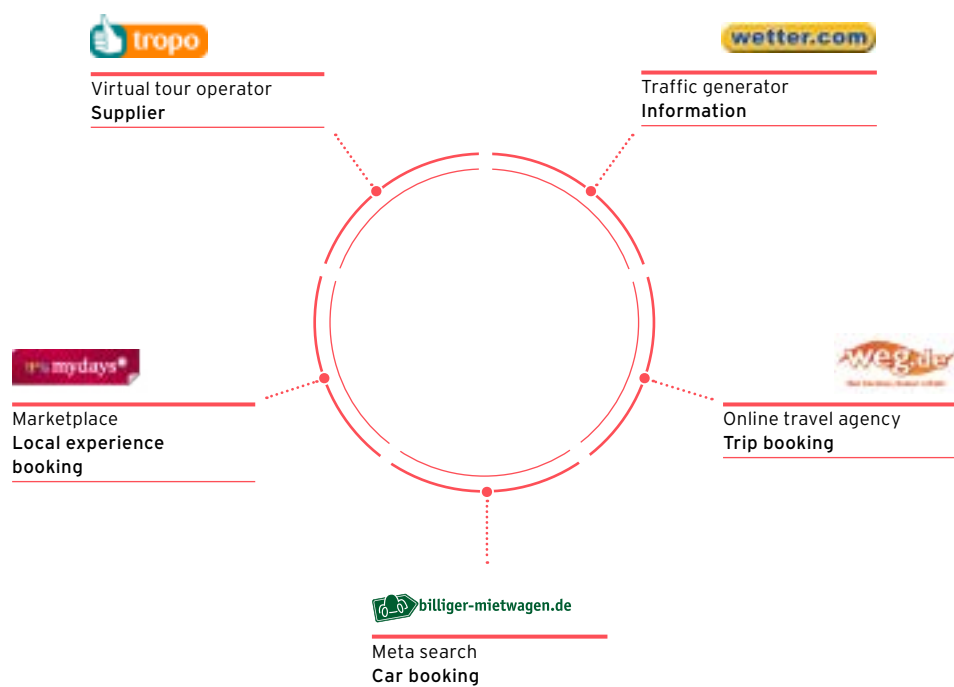 tropo
Virtual tour operator
Supplier
wetter.com
Traffic generator
Information
mydays
Marketplace
Local experience
booking
weg.de
Online travel agency
Trip booking
billiger-mietwagen.de
Meta search
Car booking